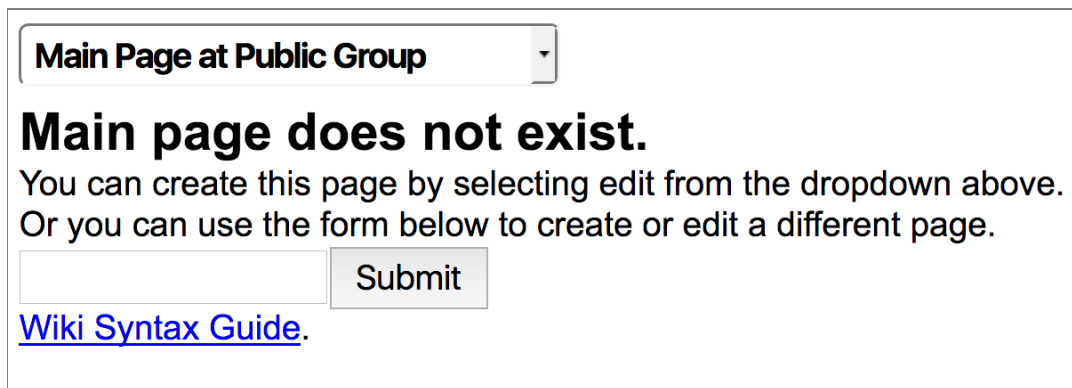 Main Page at Public Group
Main page does not exist.
You can create this page by selecting edit from the dropdown above.
Or you can use the form below to create or edit a different page.
Submit
Wiki Syntax Guide.